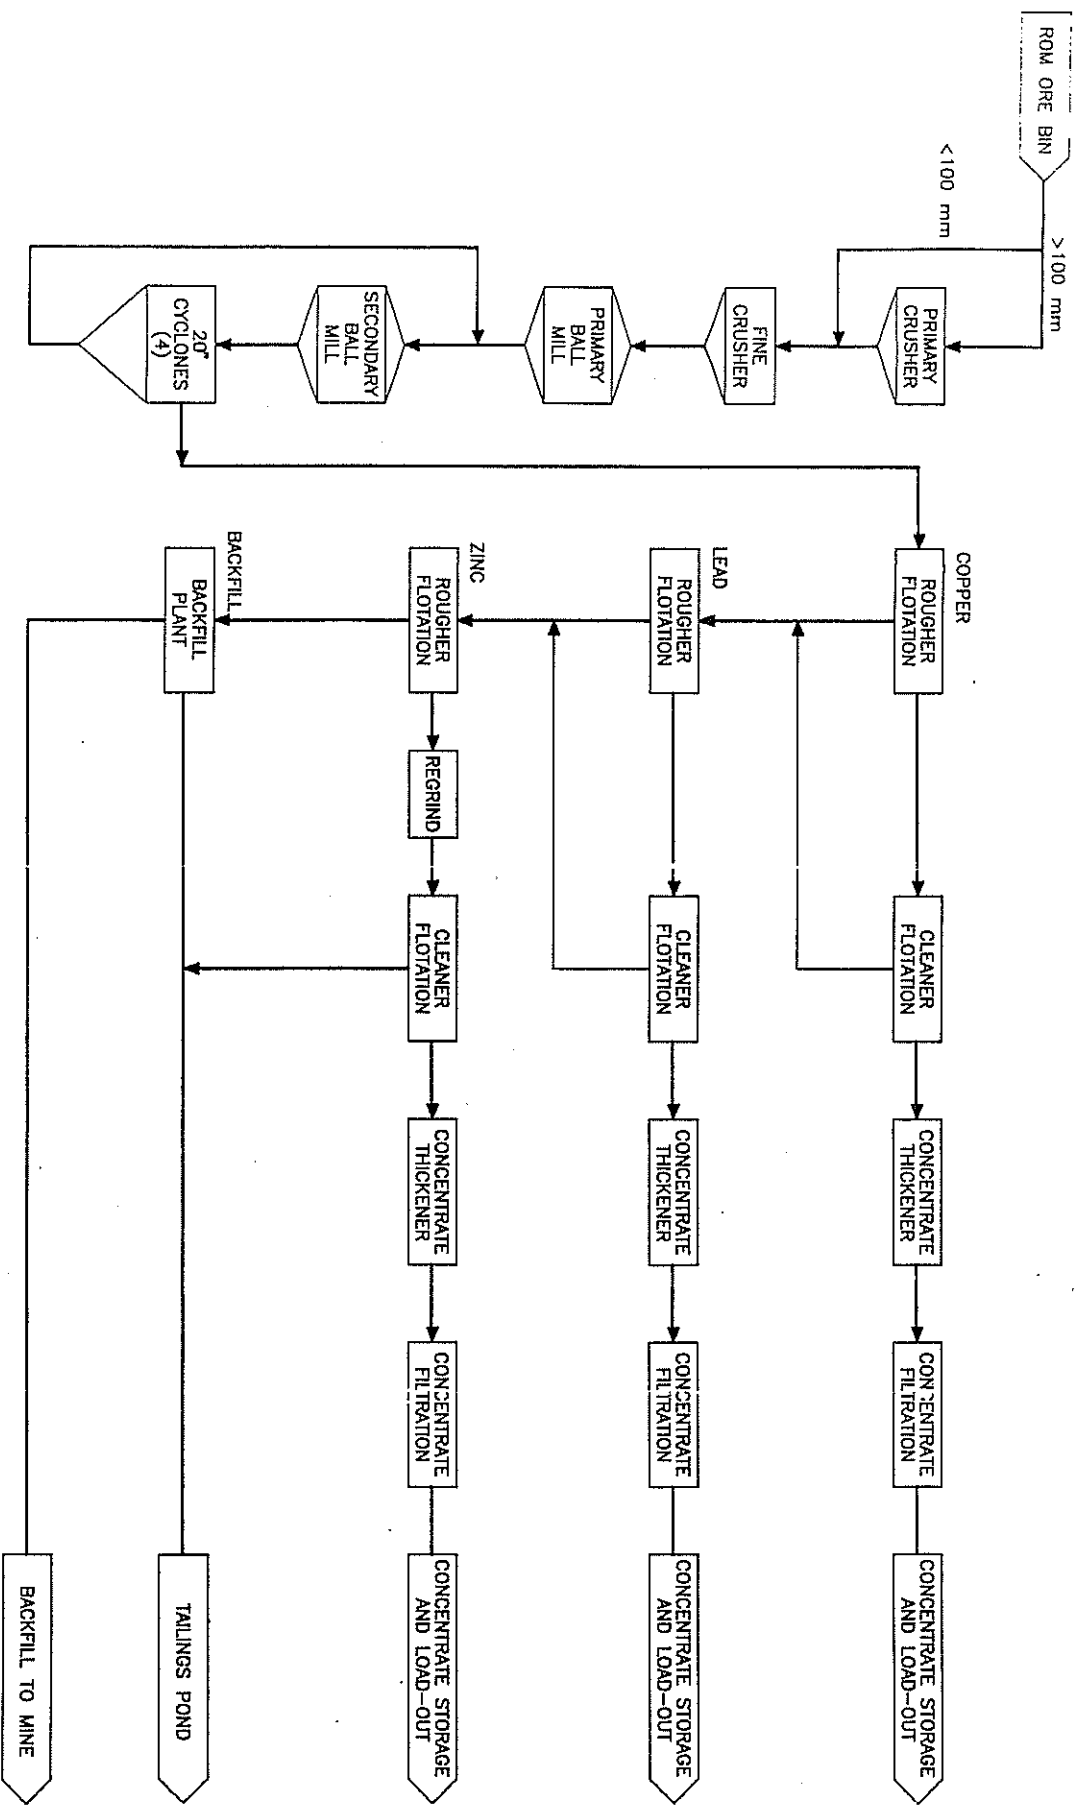 ROM ORE BIN
>100 mm
<100 mm
PRIMARY
CRUSHER
FINE
CRUSHER
PRIMARY
BALL
MILL
SECONDARY
BALL
MILL
20"
CYCLONES
(4)
COPPER
ROUGHER
FLOTATION
CLEANER
FLOTATION
CONCENTRATE
THICKENER
CONCENTRATE
FILTRATION
CONCENTRATE STORAGE
AND LOAD-OUT
LEAD
ROUGHER
FLOTATION
CLEANER
FLOTATION
CONCENTRATE
THICKENER
CONCENTRATE
FILTRATION
CONCENTRATE STORAGE
AND LOAD-OUT
ZINC
ROUGHER
FLOTATION
REGRIND
CLEANER
FLOTATION
CONCENTRATE
THICKENER
CONCENTRATE
FILTRATION
CONCENTRATE STORAGE
AND LOAD-OUT
BACKFILL
BACKFILL
PLANT
TAILINGS POND
BACKFILL TO MINE